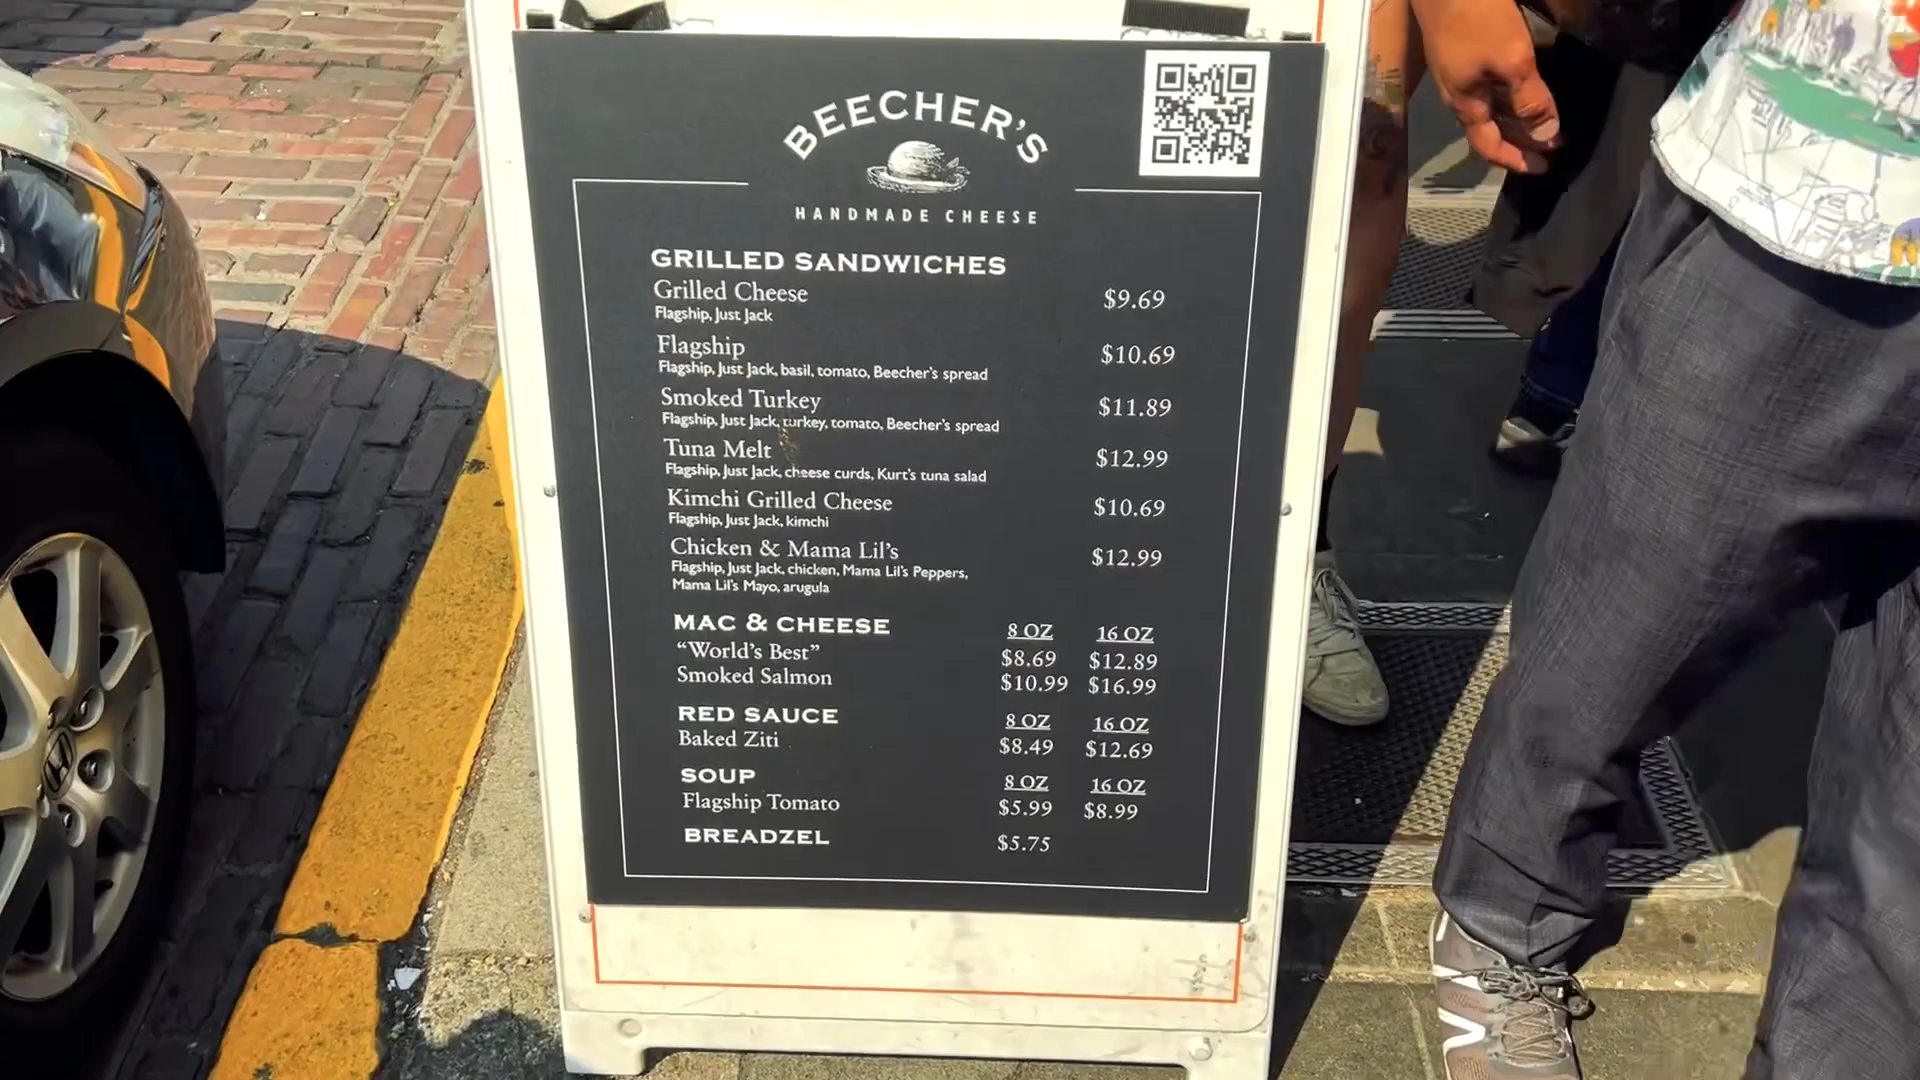 BEECHER'S
HANDMADE CHEESE
GRILLED SANDWICHES
Grilled Cheese $9.69
Flagship, Just Jack
Flagship $10.69
Flagship, Just Jack, basil, tomato, Beecher's spread
Smoked Turkey $11.89
Flagship, Just Jack, turkey, tomato, Beecher's spread
Tuna Melt $12.99
Flagship, Just Jack, cheese curds, Kurt's tuna salad
Kimchi Grilled Cheese $10.69
Flagship, Just Jack, kimchi
Chicken & Mama Lil's $12.99
Flagship, Just Jack, chicken, Mama Lil's Peppers,
Mama Lil's Mayo, arugula
MAC & CHEESE 8 OZ 16 OZ
“World's Best” $8.69 $12.89
Smoked Salmon $10.99 $16.99
RED SAUCE 8 OZ 16 OZ
Baked Ziti $8.49 $12.69
SOUP 8 OZ 16 OZ
Flagship Tomato $5.99 $8.99
BREADZEL $5.75